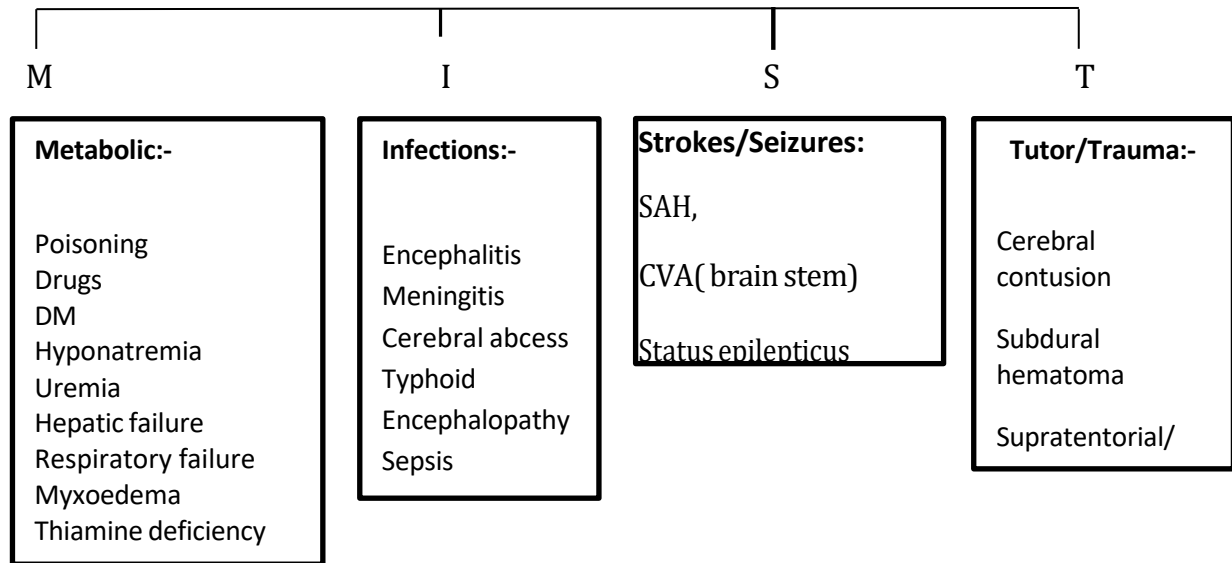 M
I
S
T
Metabolic:-
Poisoning
Drugs
DM
Hyponatremia
Uremia
Hepatic failure
Respiratory failure
Myxoedema
Thiamine deficiency
Infections:-
Encephalitis
Meningitis
Cerebral abcess
Typhoid
Encephalopathy
Sepsis
Strokes/Seizures:
SAH,
CVA( brain stem)
Status epilepticus
Tutor/Trauma:-
Cerebral
contusion
Subdural
hematoma
Supratentorial/